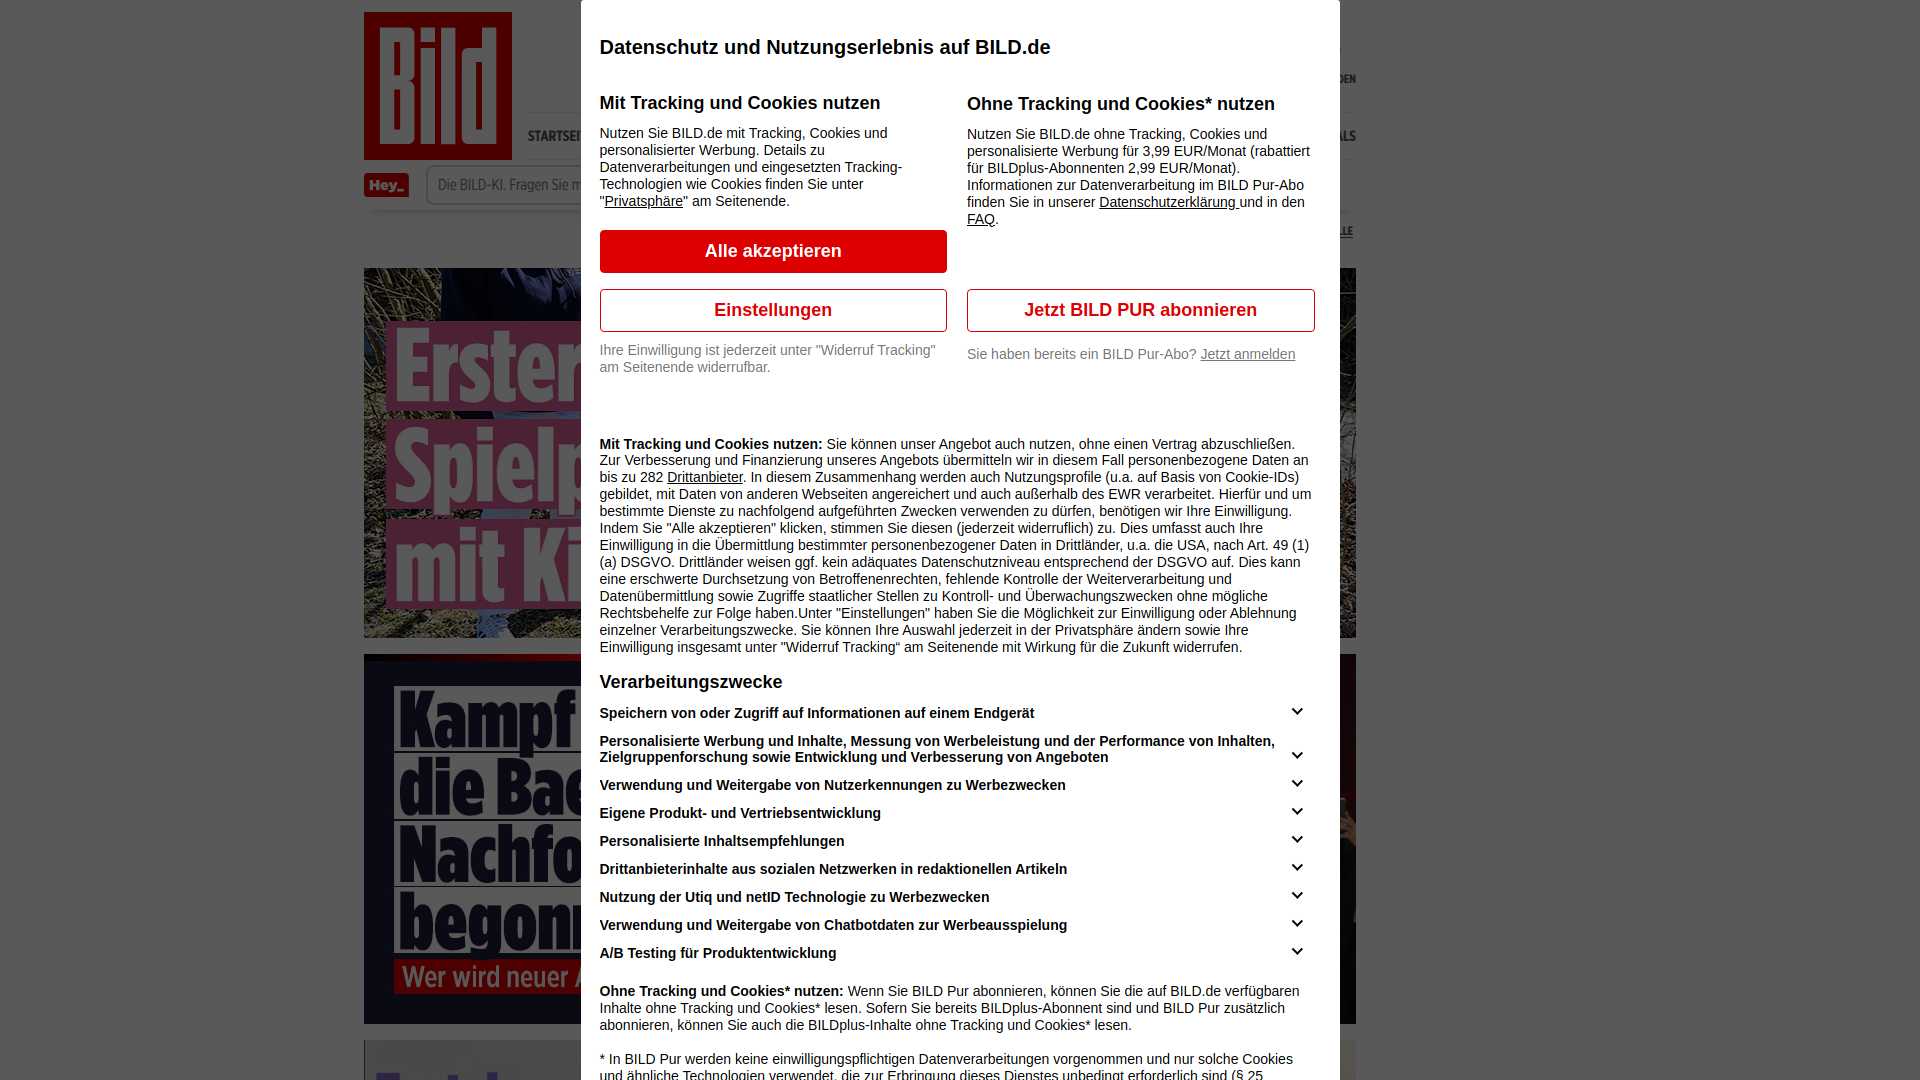 Bild
STARTSEI
Hey_
Die BILD-KI. Fragen Sie m
Erster
Spielp
mit Ki
Kampf
die Bae
Nachfo
begon
Wer wird neuer
DEN
ALS
LLE
Datenschutz und Nutzungserlebnis auf BILD.de
Mit Tracking und Cookies nutzen
Nutzen Sie BILD.de mit Tracking, Cookies und
personalisierter Werbung. Details zu
Datenverarbeitungen und eingesetzten Tracking-
Technologien wie Cookies finden Sie unter
"Privatsphäre" am Seitenende.
Alle akzeptieren
Einstellungen
Ihre Einwilligung ist jederzeit unter "Widerruf Tracking"
am Seitenende widerrufbar.
Ohne Tracking und Cookies* nutzen
Nutzen Sie BILD.de ohne Tracking, Cookies und
personalisierte Werbung für 3,99 EUR/Monat (rabattiert
für BILDplus-Abonnenten 2,99 EUR/Monat).
Informationen zur Datenverarbeitung im BILD Pur-Abo
finden Sie in unserer Datenschutzerklärung und in den
FAQ.
Jetzt BILD PUR abonnieren
Sie haben bereits ein BILD Pur-Abo? Jetzt anmelden
Mit Tracking und Cookies nutzen: Sie können unser Angebot auch nutzen, ohne einen Vertrag abzuschließen.
Zur Verbesserung und Finanzierung unseres Angebots übermitteln wir in diesem Fall personenbezogene Daten an
bis zu 282 Drittanbieter. In diesem Zusammenhang werden auch Nutzungsprofile (u.a. auf Basis von Cookie-IDs)
gebildet, mit Daten von anderen Webseiten angereichert und auch außerhalb des EWR verarbeitet. Hierfür und um
bestimmte Dienste zu nachfolgend aufgeführten Zwecken verwenden zu dürfen, benötigen wir Ihre Einwilligung.
Indem Sie "Alle akzeptieren" klicken, stimmen Sie diesen (jederzeit widerruflich) zu. Dies umfasst auch Ihre
Einwilligung in die Übermittlung bestimmter personenbezogener Daten in Drittländer, u.a. die USA, nach Art. 49 (1)
(a) DSGVO. Drittländer weisen ggf. kein adäquates Datenschutzniveau entsprechend der DSGVO auf. Dies kann
eine erschwerte Durchsetzung von Betroffenenrechten, fehlende Kontrolle der Weiterverarbeitung und
Datenübermittlung sowie Zugriffe staatlicher Stellen zu Kontroll- und Überwachungszwecken ohne mögliche
Rechtsbehelfe zur Folge haben.Unter "Einstellungen" haben Sie die Möglichkeit zur Einwilligung oder Ablehnung
einzelner Verarbeitungszwecke. Sie können Ihre Auswahl jederzeit in der Privatsphäre ändern sowie Ihre
Einwilligung insgesamt unter "Widerruf Tracking“ am Seitenende mit Wirkung für die Zukunft widerrufen.
Verarbeitungszwecke
Speichern von oder Zugriff auf Informationen auf einem Endgerät
Personalisierte Werbung und Inhalte, Messung von Werbeleistung und der Performance von Inhalten,
Zielgruppenforschung sowie Entwicklung und Verbesserung von Angeboten
Verwendung und Weitergabe von Nutzerkennungen zu Werbezwecken
Eigene Produkt- und Vertriebsentwicklung
Personalisierte Inhaltsempfehlungen
Drittanbieterinhalte aus sozialen Netzwerken in redaktionellen Artikeln
Nutzung der Utiq und netID Technologie zu Werbezwecken
Verwendung und Weitergabe von Chatbotdaten zur Werbeausspielung
A/B Testing für Produktentwicklung
Ohne Tracking und Cookies* nutzen: Wenn Sie BILD Pur abonnieren, können Sie die auf BILD.de verfügbaren
Inhalte ohne Tracking und Cookies* lesen. Sofern Sie bereits BILDplus-Abonnent sind und BILD Pur zusätzlich
abonnieren, können Sie auch die BILDplus-Inhalte ohne Tracking und Cookies* lesen.
* In BILD Pur werden keine einwilligungspflichtigen Datenverarbeitungen vorgenommen und nur solche Cookies
und ähnliche Technologien verwendet, die zur Erbringung dieses Dienstes unbedingt erforderlich sind (§ 25